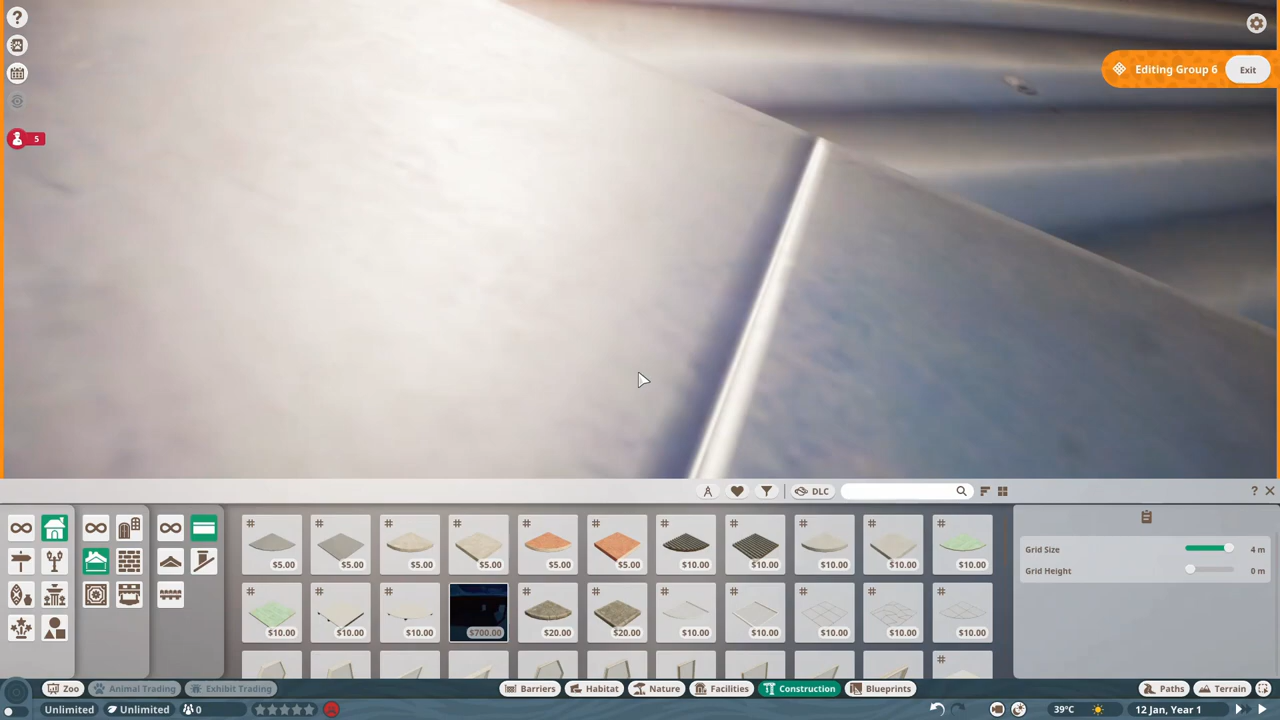 ?
Editing Group 6
Exit
5
DLC
? ×
$5.00 $5.00 $5.00 $5.00 $5.00 $5.00 $10.00 $10.00 $10.00 $10.00 $10.00
$10.00 $10.00 $10.00 $700.00 $20.00 $20.00 $10.00 $10.00 $10.00 $10.00 $10.00
Grid Size 4 m
Grid Height 0 m
Zoo Animal Trading Exhibit Trading Barriers Habitat Nature Facilities Construction Blueprints Paths Terrain
Unlimited Unlimited 0 39°C 12 Jan, Year 1